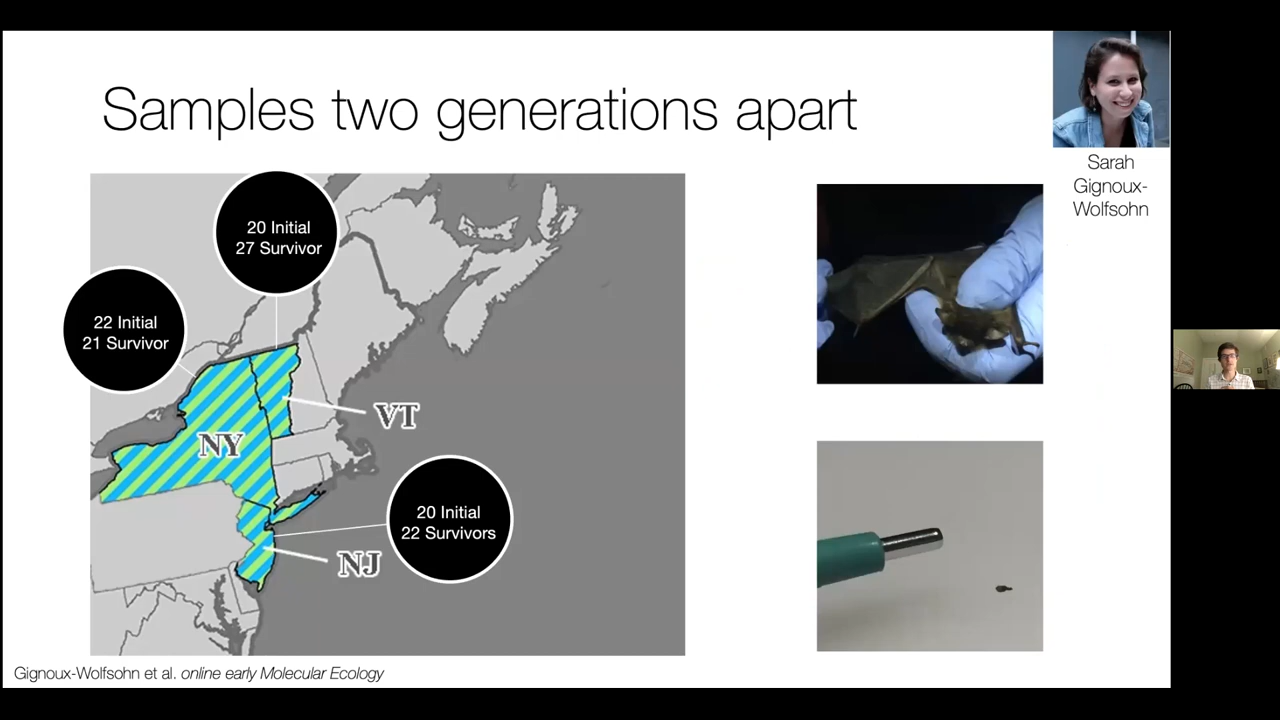 Samples two generations apart
Sarah
Gignoux-
Wolfsohn
20 Initial
27 Survivor
22 Initial
21 Survivor
VT
NY
20 Initial
22 Survivors
NJ
Gignoux-Wolfsohn et al. online early Molecular Ecology